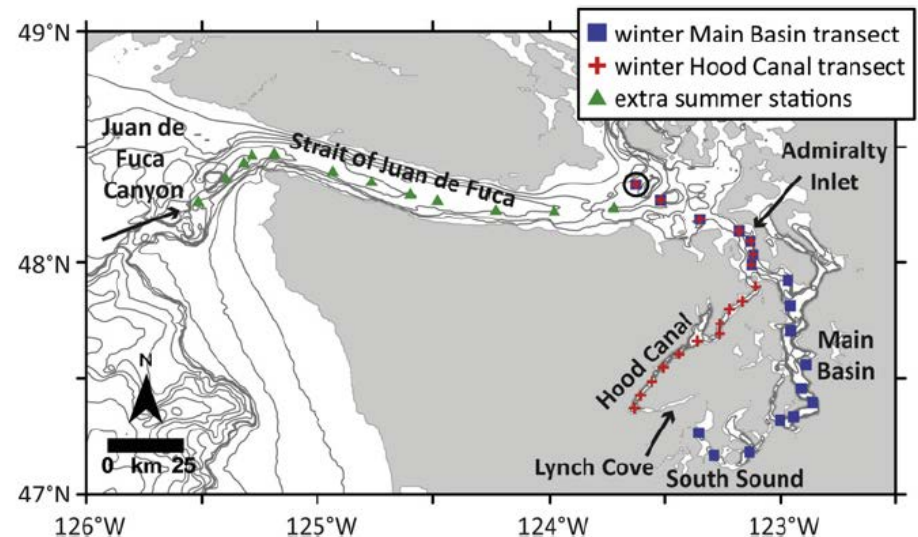 49°N
winter Main Basin transect
winter Hood Canal transect
extra summer stations
Juan de
Fuca
Canyon
Strait of Juan de Fuca
Admiralty
Inlet
48°N
Hood Canal
Main
Basin
N
0 km 25
Lynch Cove
South Sound
47°N
126°W
125°W
124°W
123°W